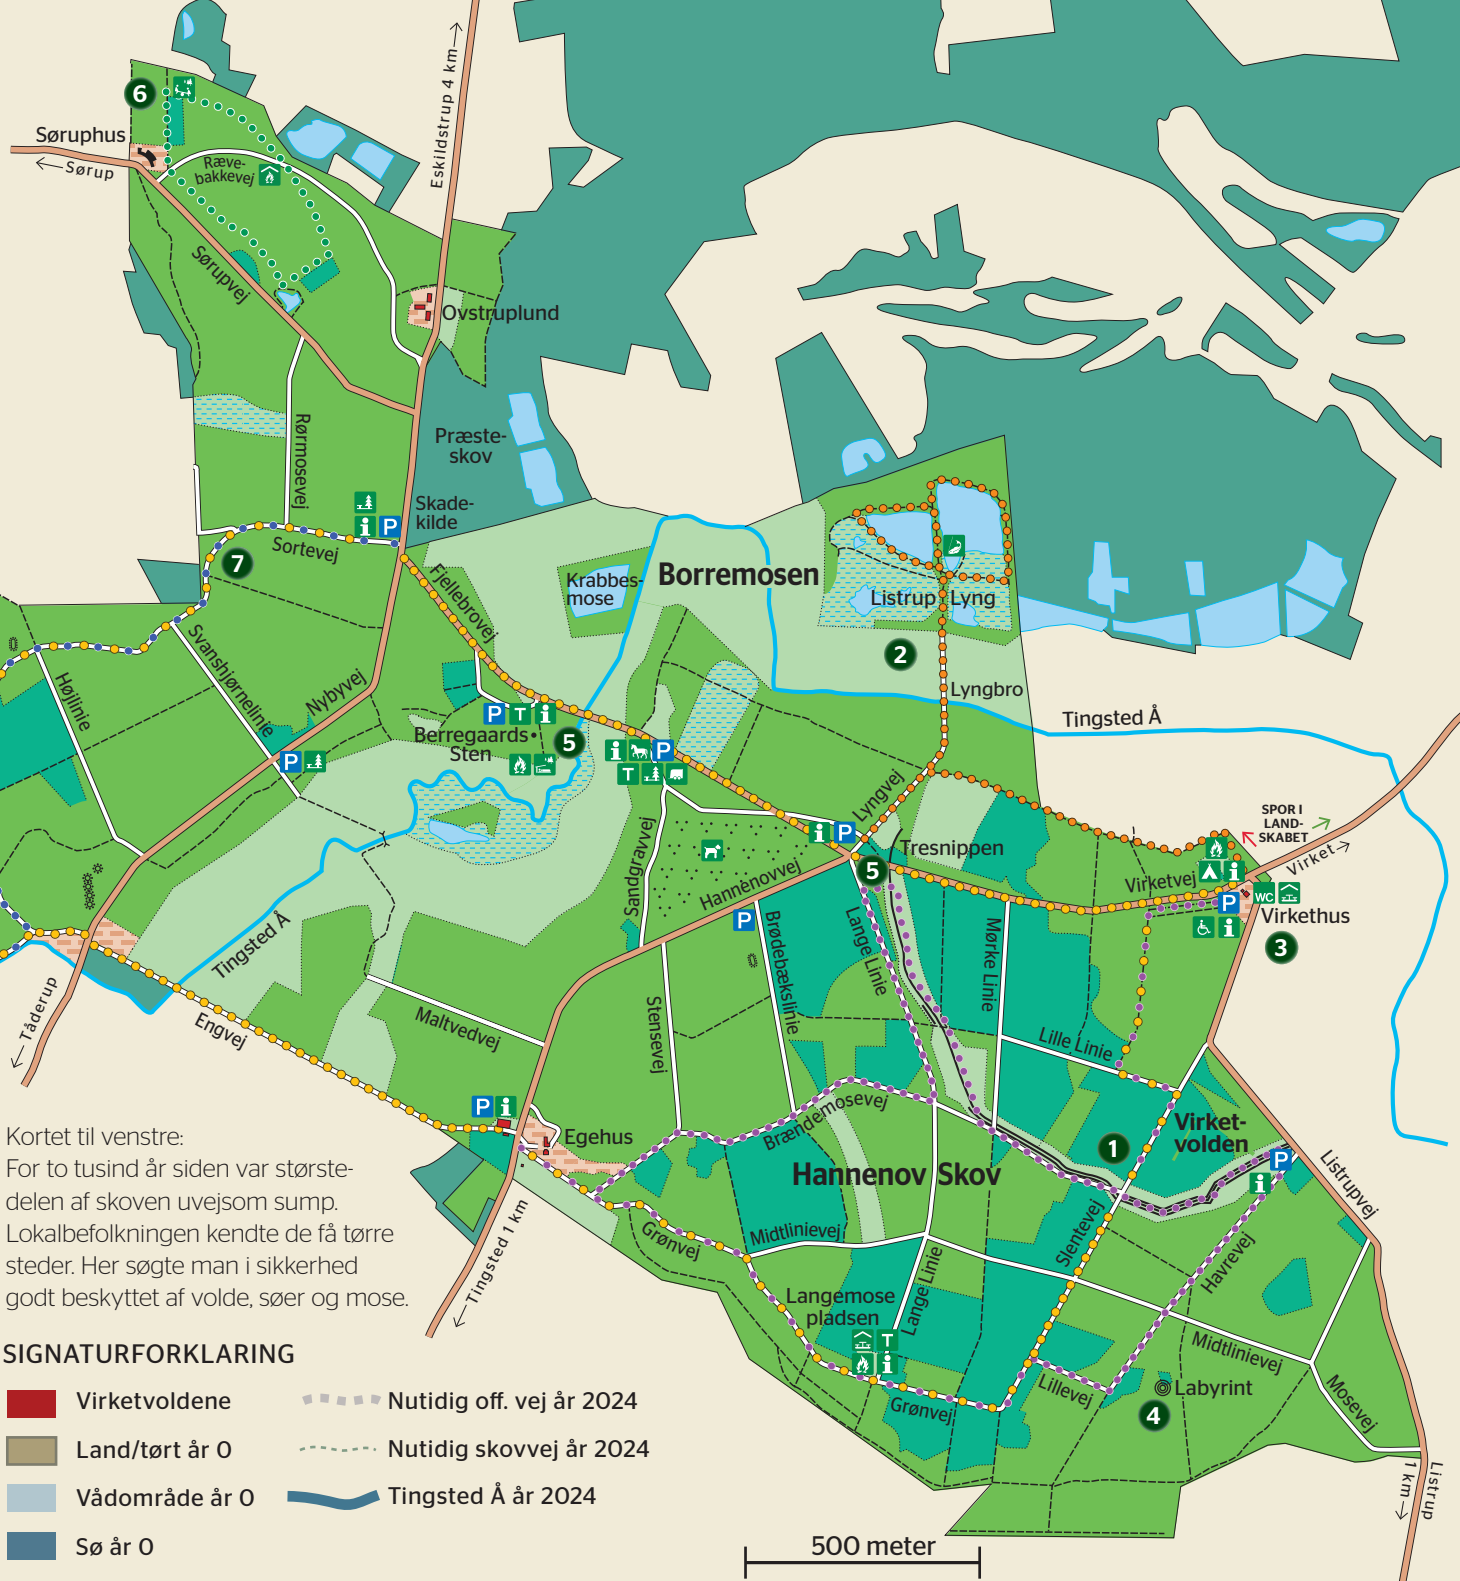 6
Søruphus
← Sørup
Ræve-
bakkevej
Eskildstrup 4 km →
Sørupvej
Ovstruplund
Rørmosevej
Præste-
skov
Skade-
kilde
i P
Sortevej
7
Fjellebrovej
Krabbes-
mose
Borremosen
Listrup Lyng
2
Lyngbro
Tingsted Å
Svanshjørnelinie
Højlinie
Nybyvej
P
P T i
Berregaards
Sten
5
i P
T
Lyngvej
i P
Tresnippen
5
SPOR I
LAND-
SKABET
Virket →
Virketvej
i
P
WC
i
Virkethus
3
Sandgravvej
Hannenovvej
P
Brødebækslinie
Lange Linie
Mørke Linie
Lille Linie
Tingsted Å
← Tåderup
Engvej
Maltvedvej
Stensevej
P i
Egehus
Brændemosevej
Hannenov Skov
1
Virket-
volden
P
i
Listrupvej
← Tingsted 1 km
Grønvej
Midtlinievej
Slentevej
Havrevej
Langemose
pladsen
T
i
Lange Linie
Grønvej
Lillevej
Midtlinievej
Labyrint
4
Mosevej
Listrup
1 km →
Kortet til venstre:
For to tusind år siden var største-
delen af skoven uvejsom sump.
Lokalbefolkningen kendte de få tørre
steder. Her søgte man i sikkerhed
godt beskyttet af volde, søer og mose.
SIGNATURFORKLARING
Virketvoldene
Land/tørt år 0
Vådområde år 0
Sø år 0
Nutidig off. vej år 2024
Nutidig skovvej år 2024
Tingsted Å år 2024
500 meter